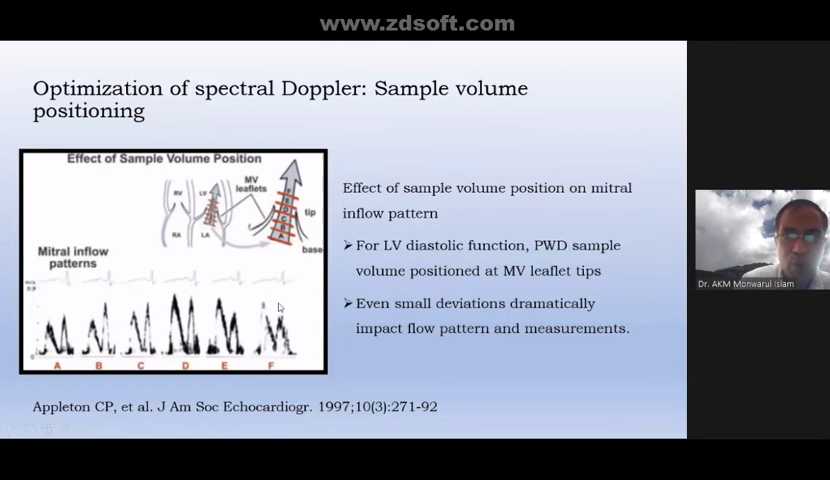 www.zdsoft.com
Optimization of spectral Doppler: Sample volume
positioning
Effect of Sample Volume Position
MV
leaflets
RV
LV
RA
LA
F
E
D
C
B
A
tip
base
Mitral inflow
patterns
0
A B C D E F
Effect of sample volume position on mitral
inflow pattern
➤ For LV diastolic function, PWD sample
volume positioned at MV leaflet tips
➤ Even small deviations dramatically
impact flow pattern and measurements.
Appleton CP, et al. J Am Soc Echocardiogr. 1997;10(3):271-92
Dr. AKM Monwarul Islam